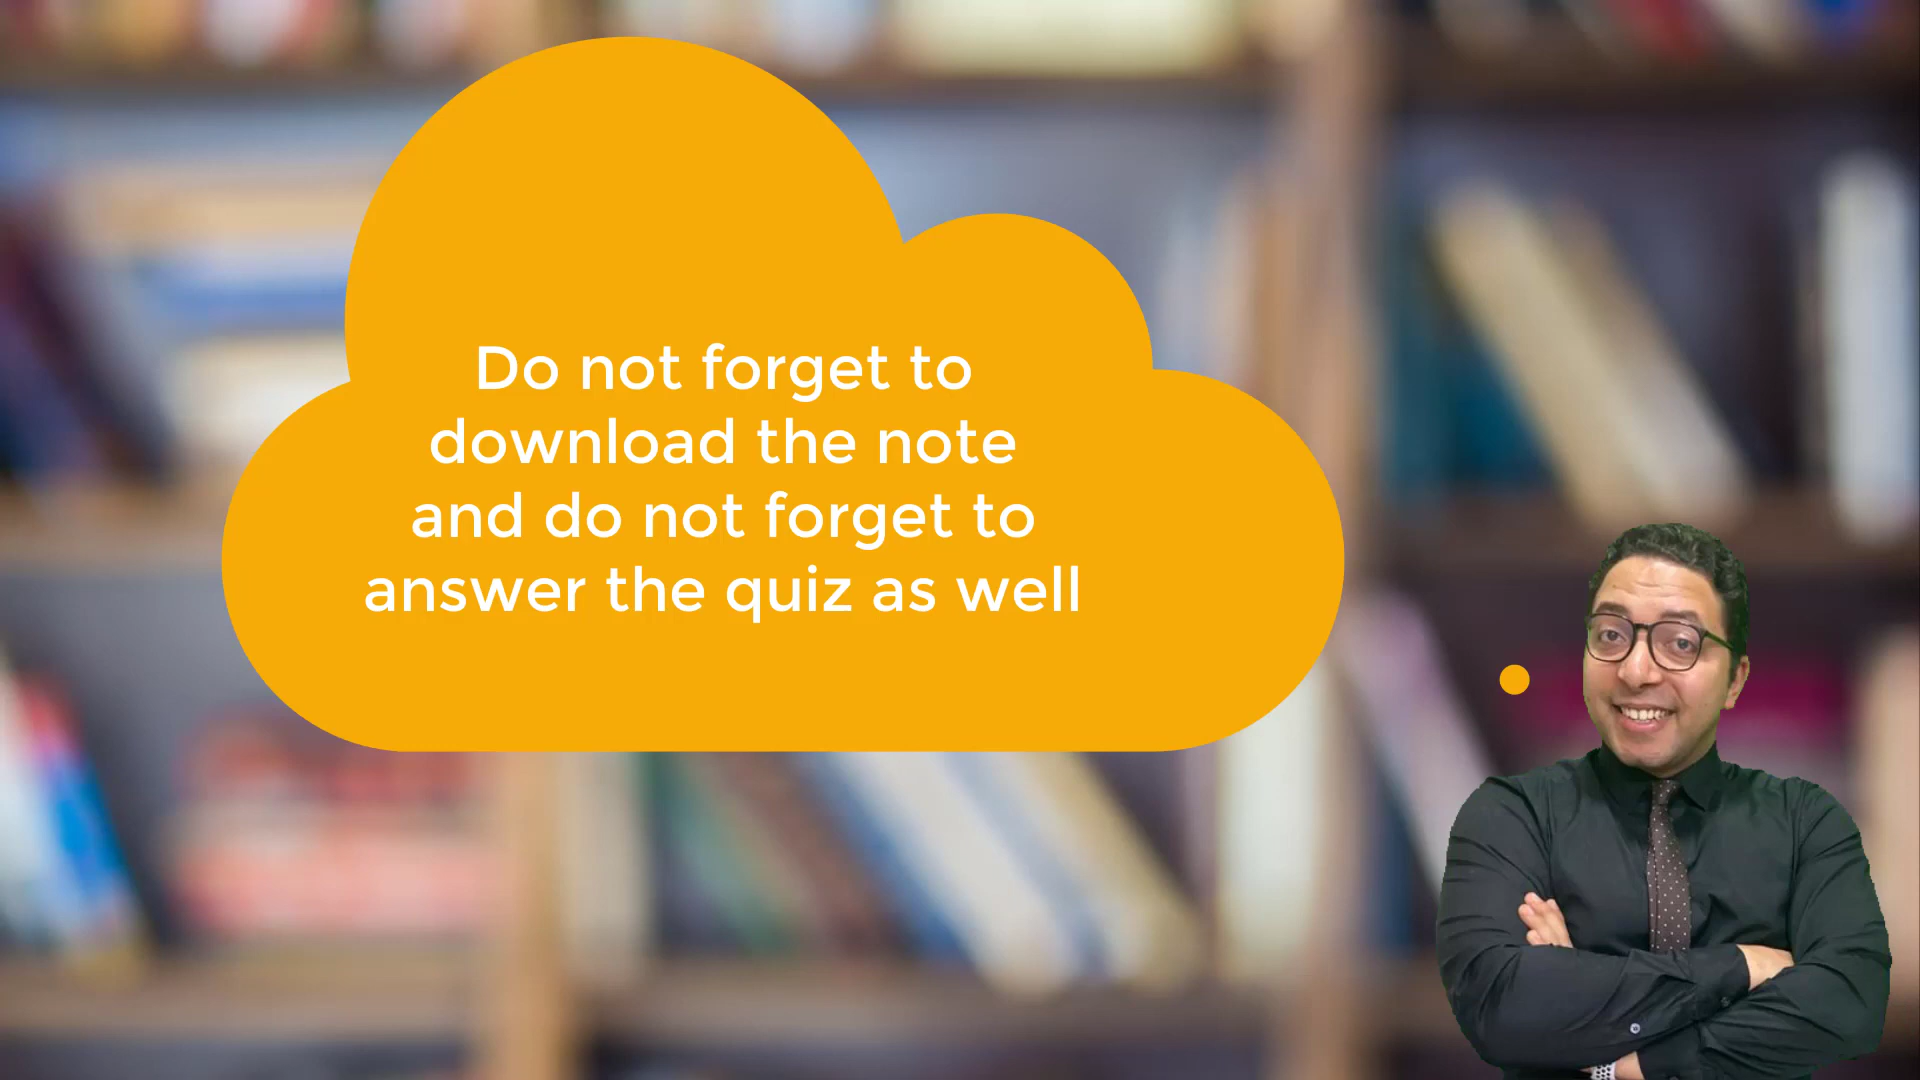 Do not forget to
download the note
and do not forget to
answer the quiz as well